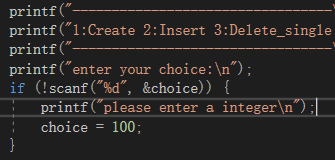 printf("---------------------------------\
printf("1:Create 2:Insert 3:Delete_single
printf("---------------------------------\
printf("enter your choice:\n");
if (!scanf("%d", &choice)) {
printf("please enter a integer\n");
choice = 100;
}